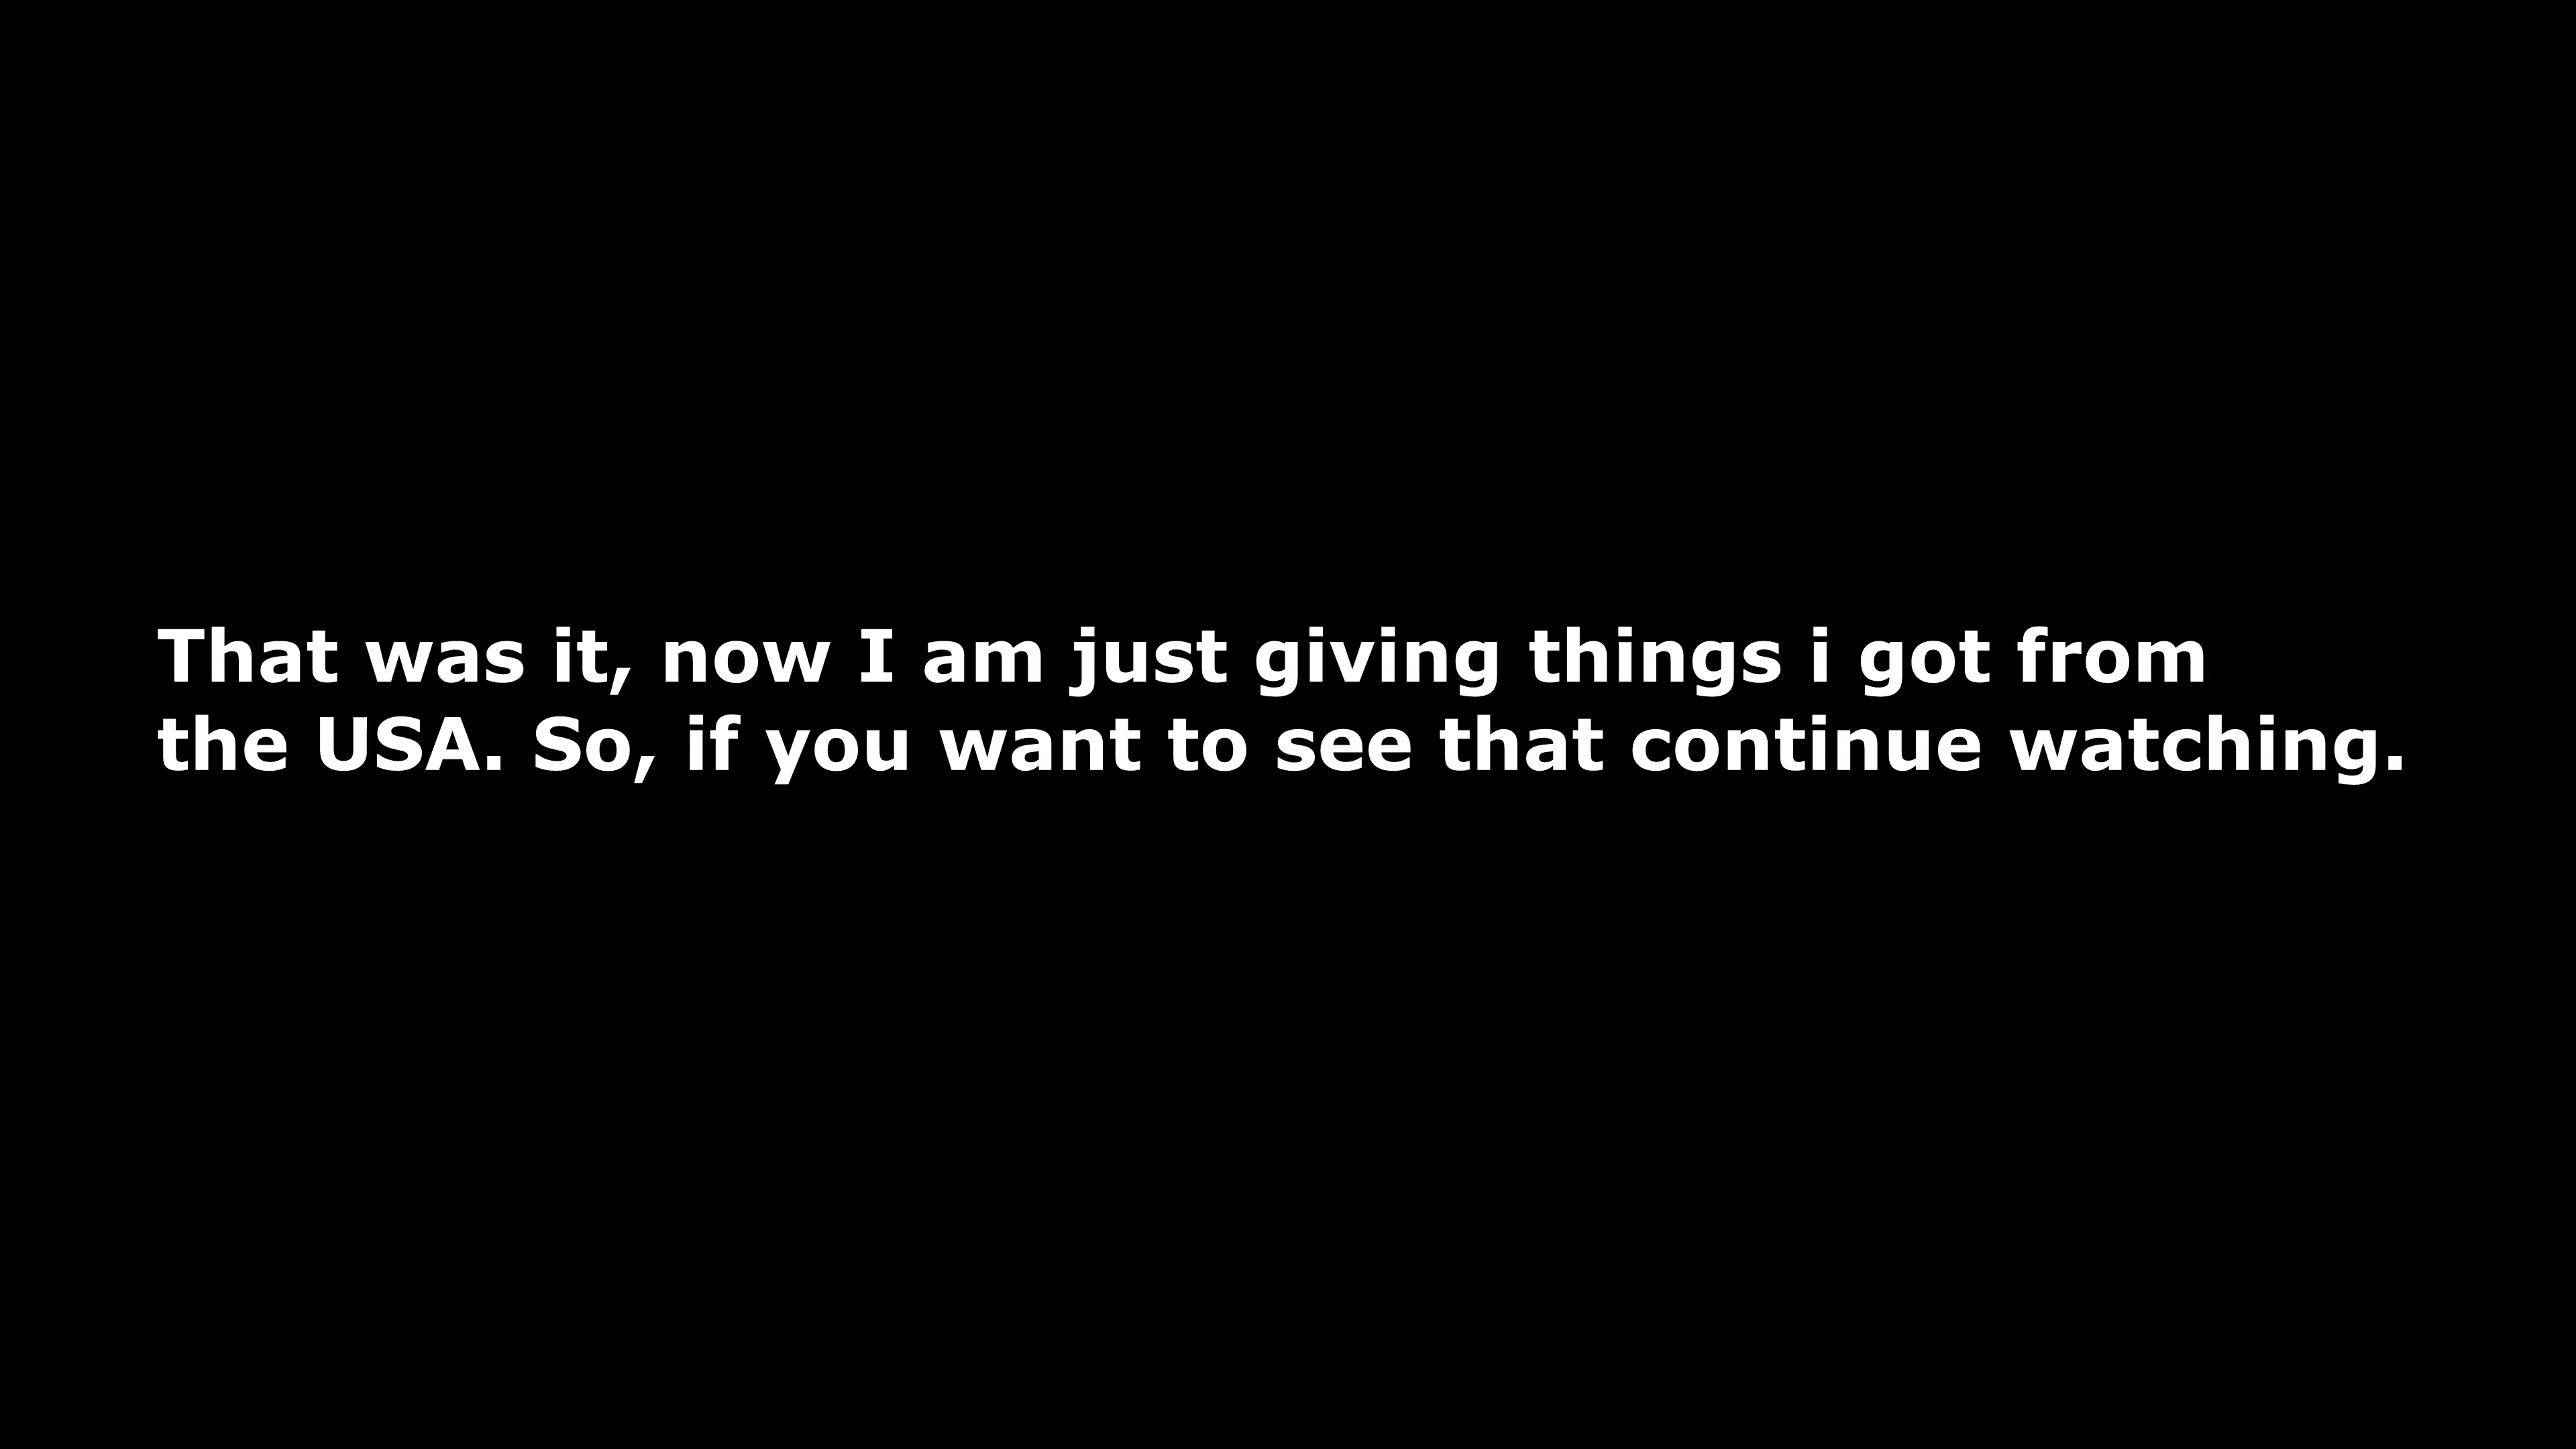 That was it, now I am just giving things i got from
the USA. So, if you want to see that continue watching.